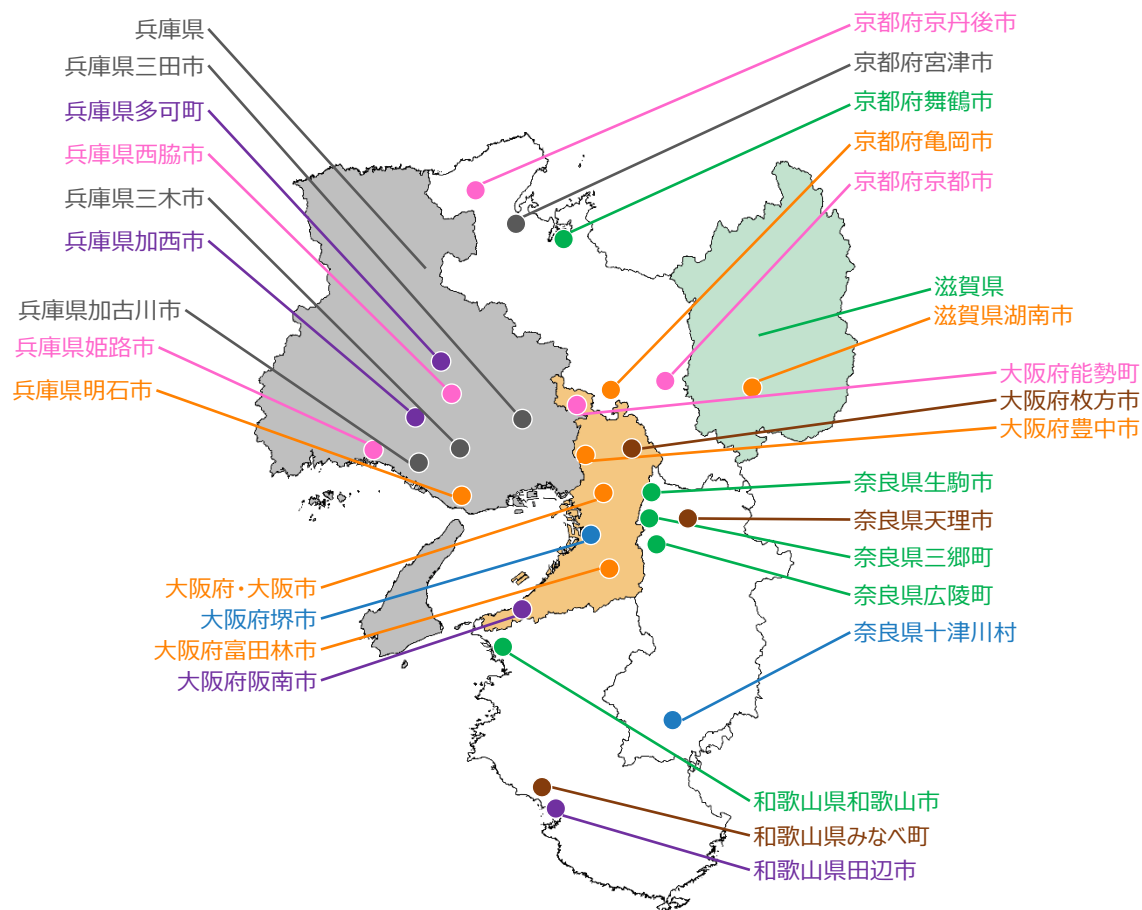 兵庫県
兵庫県三田市
兵庫県多可町
兵庫県西脇市
兵庫県三木市
兵庫県加西市
兵庫県加古川市
兵庫県姫路市
兵庫県明石市
大阪府・大阪市
大阪府堺市
大阪府富田林市
大阪府阪南市
京都府京丹後市
京都府宮津市
京都府舞鶴市
京都府亀岡市
京都府京都市
滋賀県
滋賀県湖南市
大阪府能勢町
大阪府枚方市
大阪府豊中市
奈良県生駒市
奈良県天理市
奈良県三郷町
奈良県広陵町
奈良県十津川村
和歌山県和歌山市
和歌山県みなべ町
和歌山県田辺市